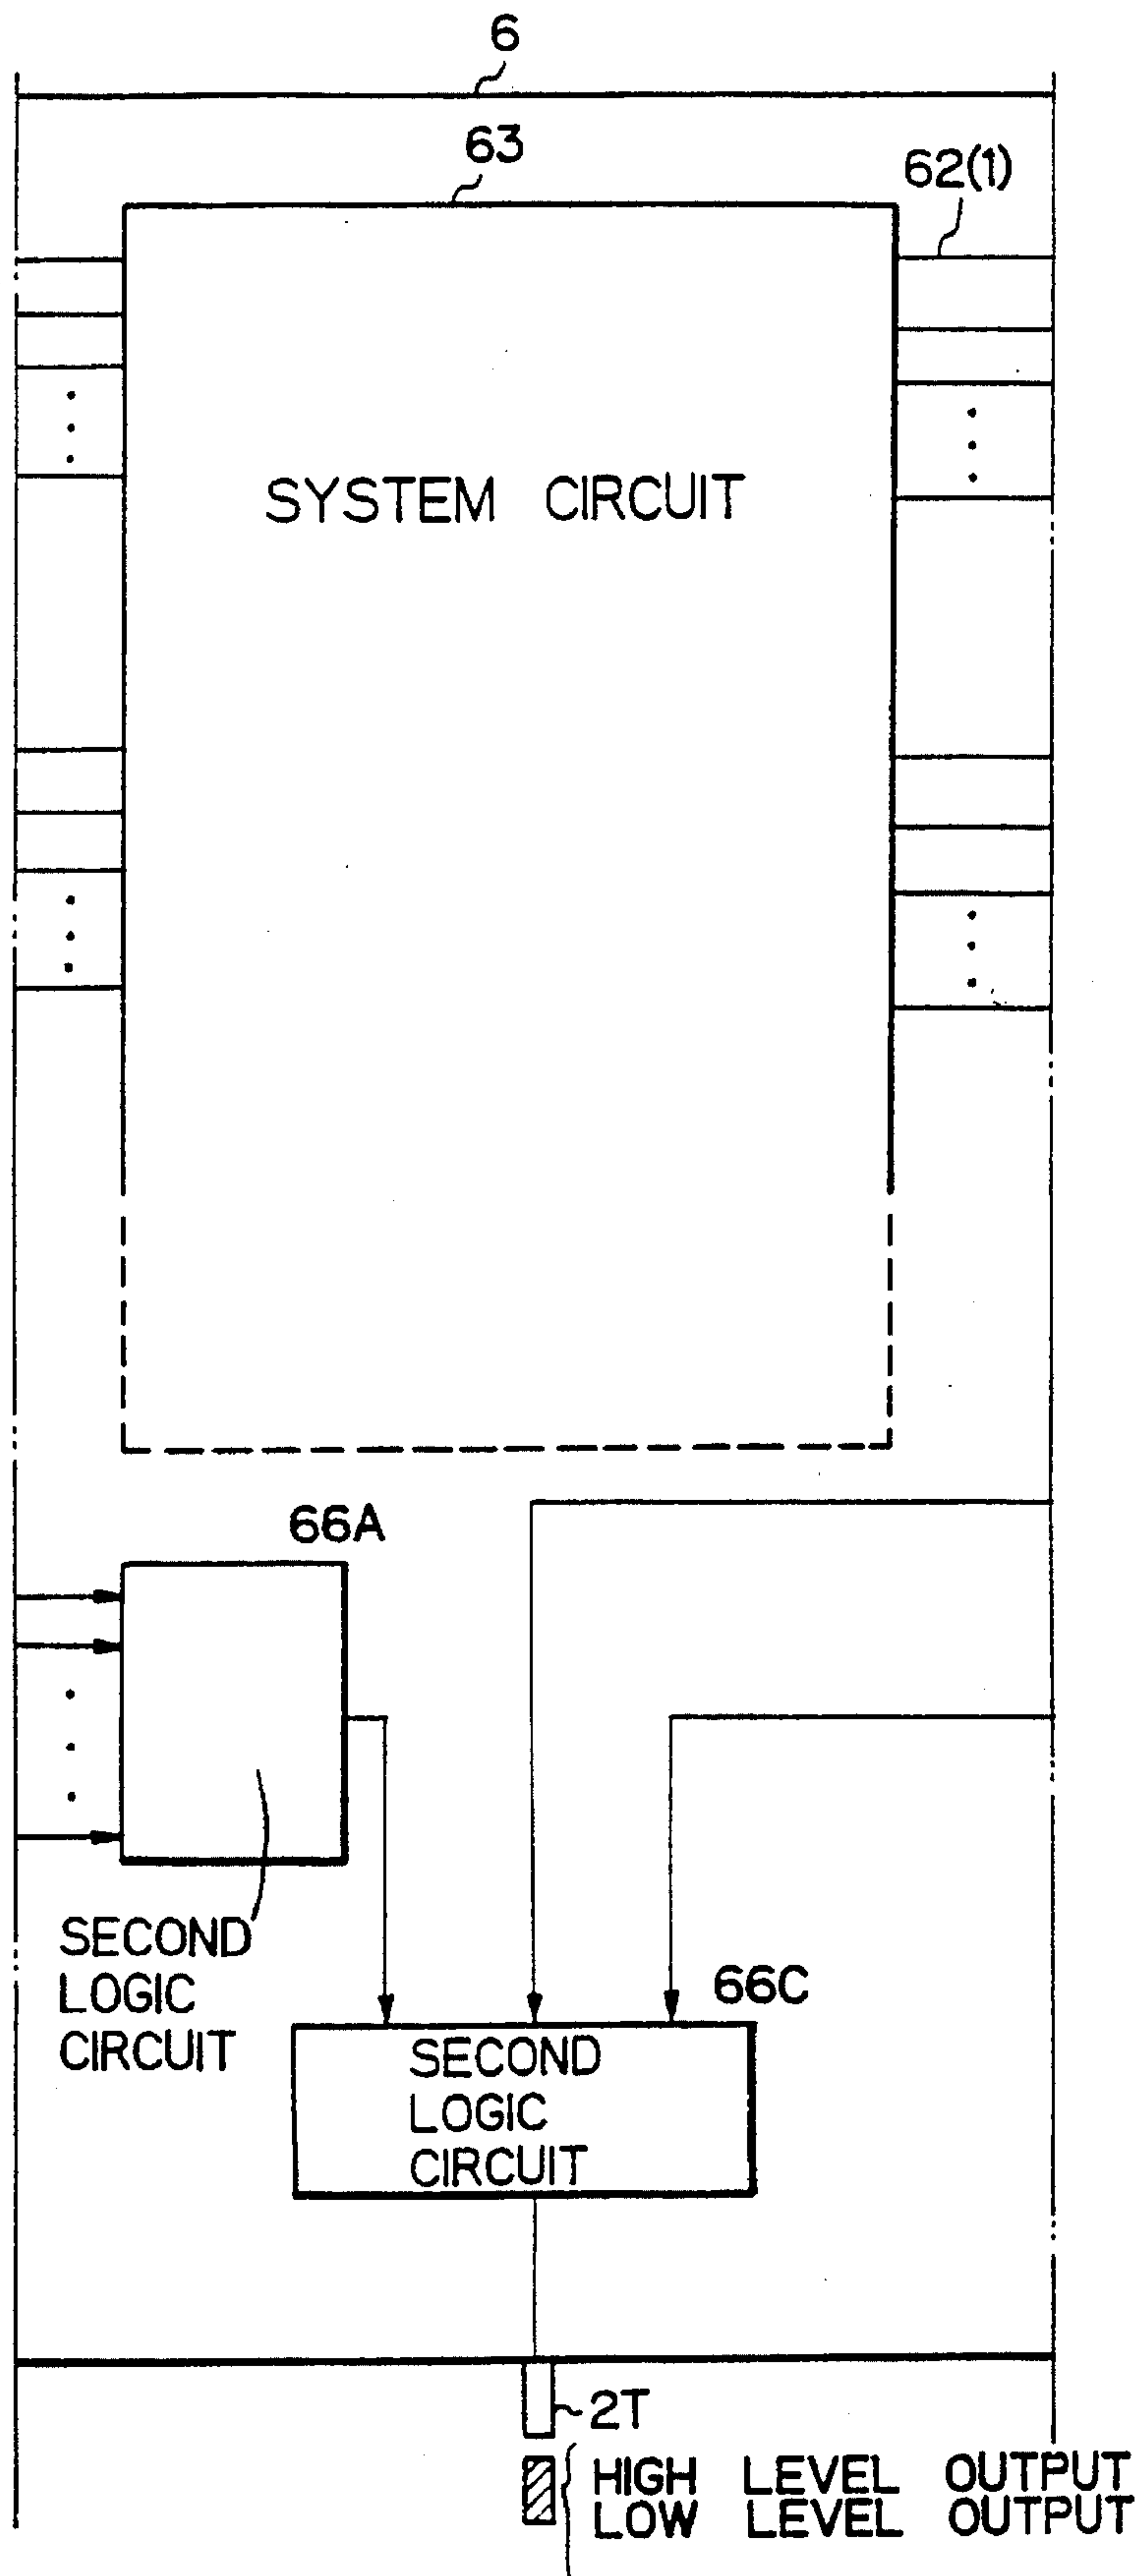 6
63
62(1)
SYSTEM CIRCUIT
66A
SECOND
LOGIC
CIRCUIT
66C
SECOND
LOGIC
CIRCUIT
2T
HIGH LEVEL OUTPUT
LOW LEVEL OUTPUT